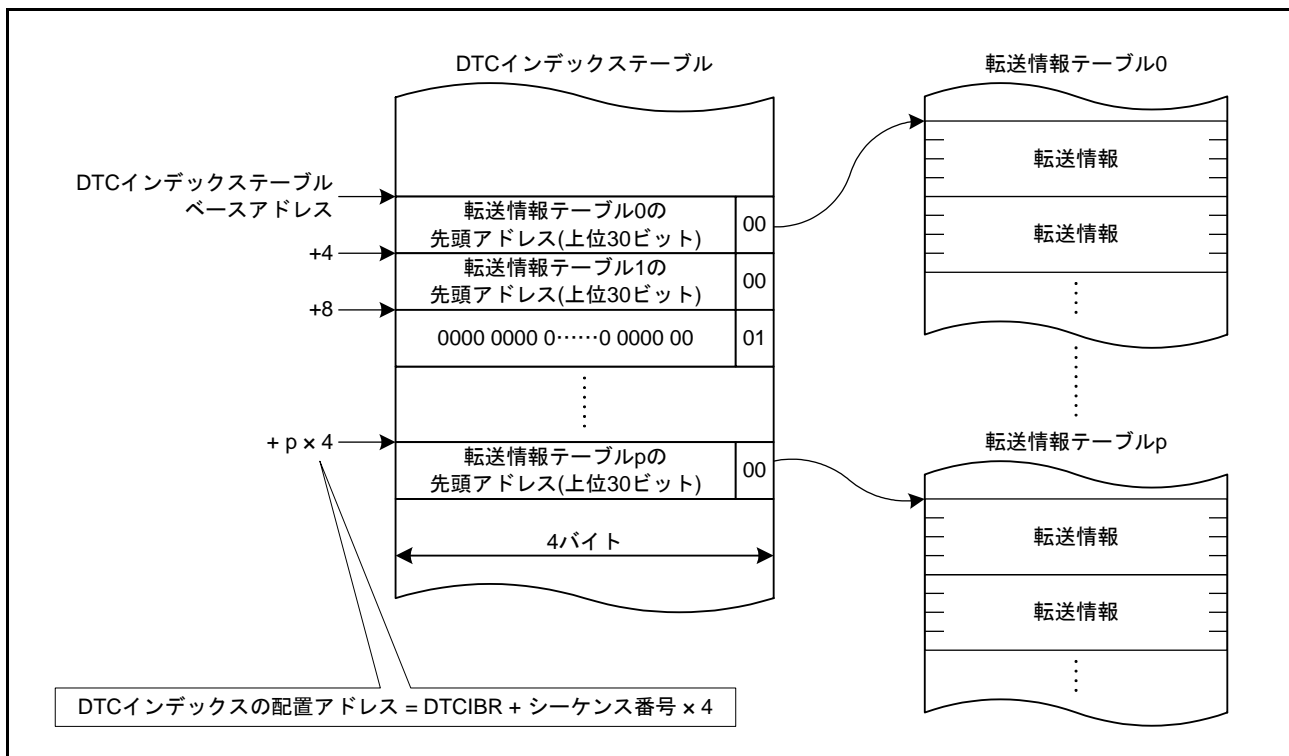 DTCインデックステーブル
転送情報テーブル0
DTCインデックステーブル
ベースアドレス
転送情報テーブル0の
先頭アドレス(上位30ビット)
00
+4
転送情報テーブル1の
先頭アドレス(上位30ビット)
00
+8
0000 0000 0……0 0000 00
01
+ p × 4
転送情報テーブルpの
先頭アドレス(上位30ビット)
00
4バイト
転送情報
転送情報
転送情報テーブルp
転送情報
転送情報
DTCインデックスの配置アドレス = DTCIBR + シーケンス番号 × 4